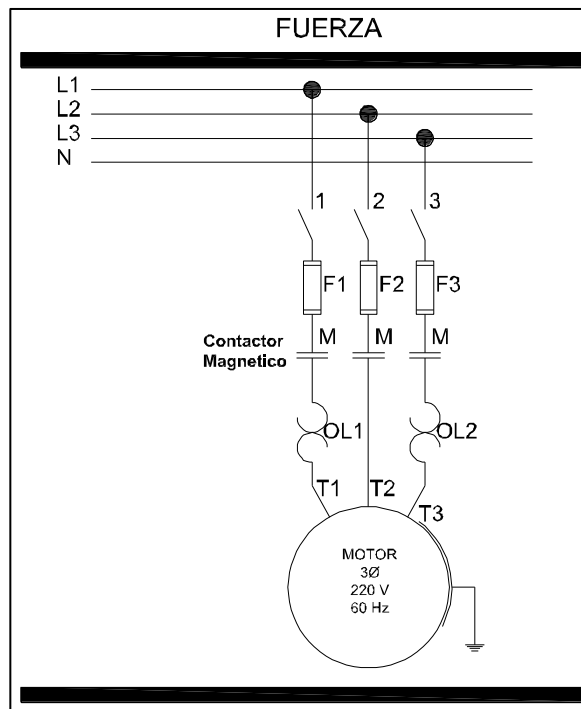 FUERZA
L1
L2
L3
N
1 2 3
F1 F2 F3
Contactor M M M
Magnetico
OL1 OL2
T1 T2 T3
MOTOR
3Ø
220 V
60 Hz